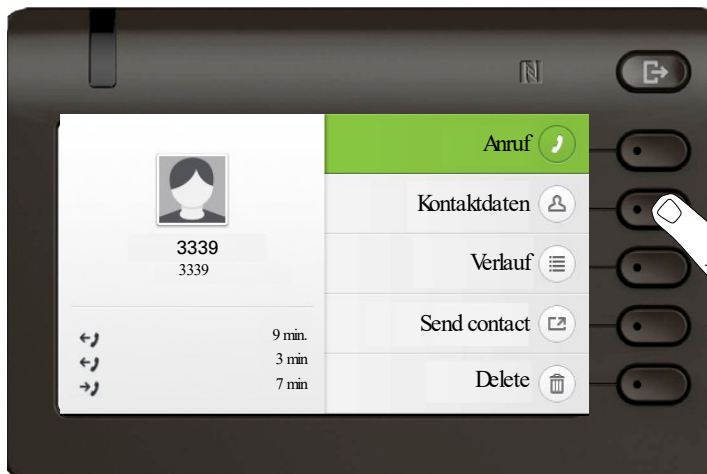 Anruf
Kontaktdaten
Verlauf
Send contact
Delete
3339
3339
9 min.
3 min
7 min